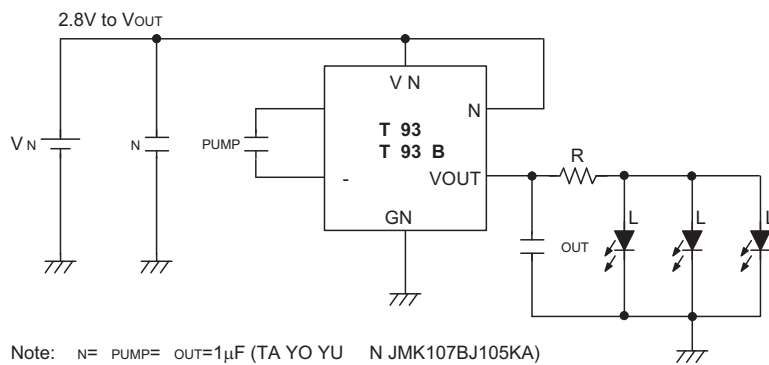 2.8V to VOUT
V N
N
T 93
T 93 B
V N
N
PUMP
-
VOUT
R
GN
L
L
L
OUT
Note: N= PUMP= OUT=1μF (TA YO YU N JMK107BJ105KA)